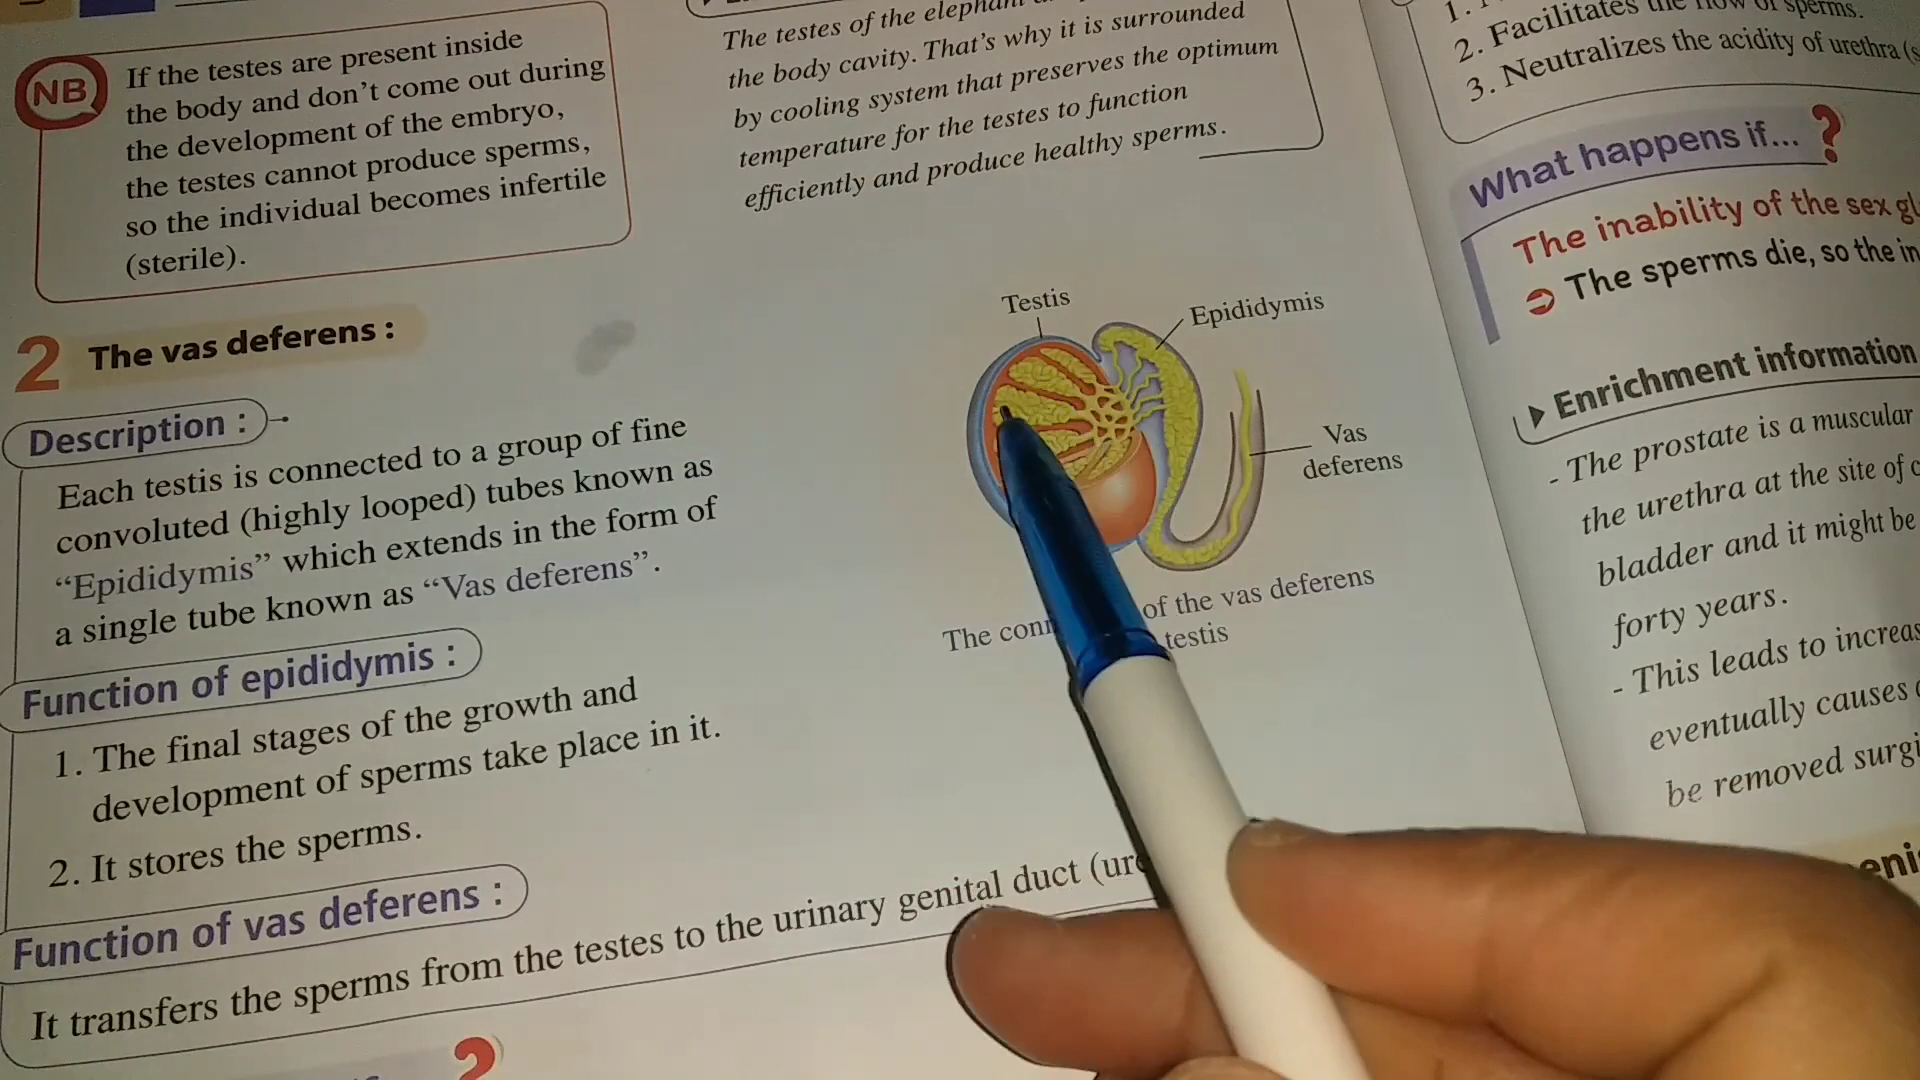 NB
If the testes are present inside
the body and don't come out during
the development of the embryo,
the testes cannot produce sperms,
so the individual becomes infertile
(sterile).
The testes of the elephant
the body cavity. That's why it is surrounded
by cooling system that preserves the optimum
temperature for the testes to function
efficiently and produce healthy sperms.
2 The vas deferens :
Description :
Each testis is connected to a group of fine
convoluted (highly looped) tubes known as
"Epididymis" which extends in the form of
a single tube known as "Vas deferens".
Testis
Epididymis
Vas
deferens
The of the vas deferens
testis
Function of epididymis :
1. The final stages of the growth and
development of sperms take place in it.
2. It stores the sperms.
Function of vas deferens :
It transfers the sperms from the testes to the urinary genital duct
?
1.
2. Facilitates the flow of sperms.
3. Neutralizes the acidity of urethra
What happens if... ?
The inability of the sex
The sperms die, so the
Enrichment information
- The prostate is a muscular
the urethra at the site of
bladder and it might be
forty years.
- This leads to
eventually causes
be removed